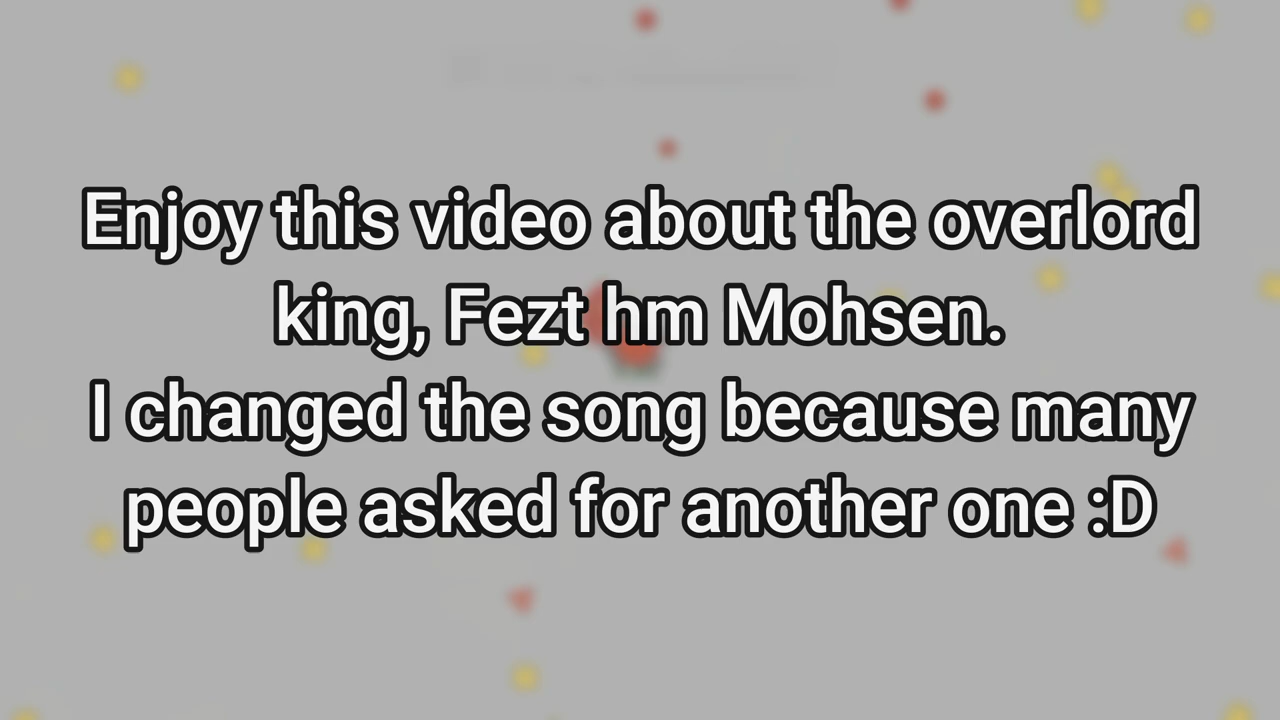 Enjoy this video about the overlord
king, Fezt hm Mohsen.
I changed the song because many
people asked for another one :D